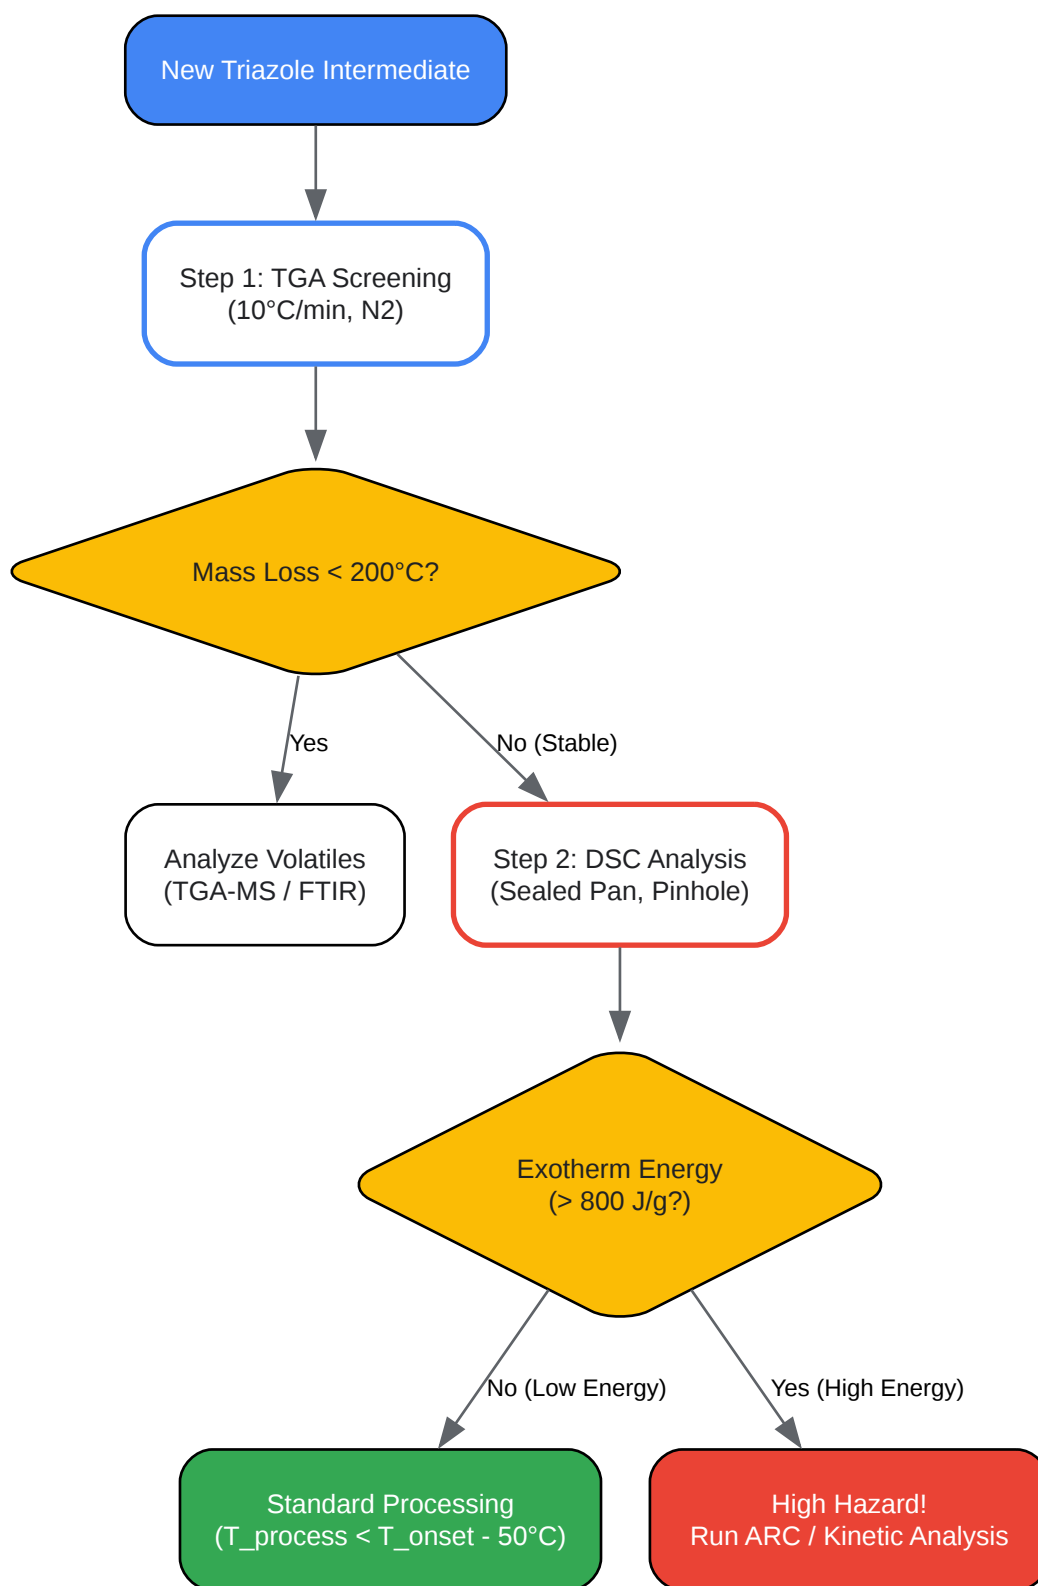 New Triazole Intermediate
Step 1: TGA Screening
(10°C/min, N2)
Mass Loss < 200°C?
Yes
No (Stable)
Analyze Volatiles
(TGA-MS / FTIR)
Step 2: DSC Analysis
(Sealed Pan, Pinhole)
Exotherm Energy
(> 800 J/g?)
No (Low Energy)
Yes (High Energy)
Standard Processing
(T_process < T_onset - 50°C)
High Hazard!
Run ARC / Kinetic Analysis